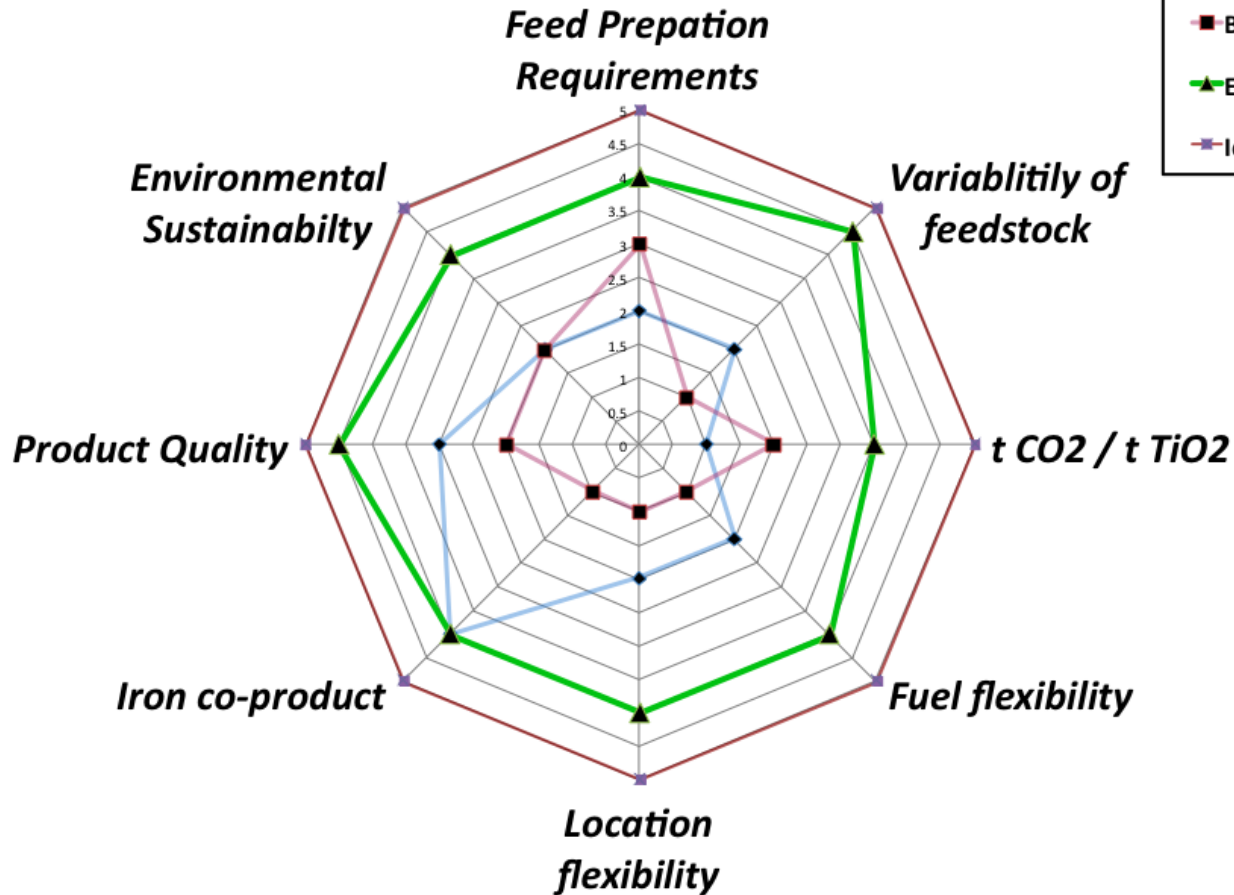 Feed Prepation
Requirements
B
E
Environmental
Sustainabilty
Variablitily of
feedstock
5
4.5
4
3.5
3
2.5
2
1.5
1
0.5
0
Product Quality
t CO2 / t TiO2
Iron co-product
Fuel flexibility
Location
flexibility